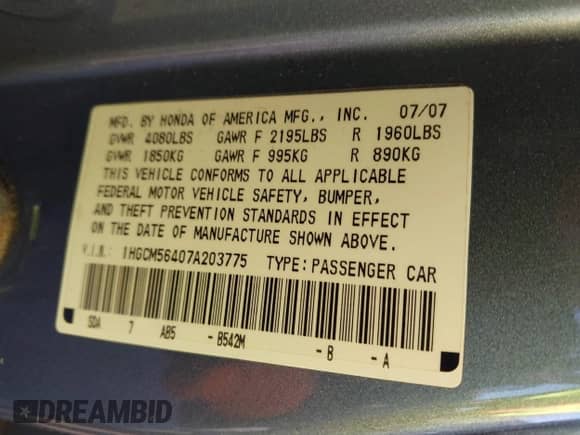 MFD. BY HONDA OF AMERICA MFG., INC. 07/07
GVWR 4080LBS GAWR F 2195LBS R 1960LBS
GVWR 1850KG GAWR F 995KG R 890KG
THIS VEHICLE CONFORMS TO ALL APPLICABLE
FEDERAL MOTOR VEHICLE SAFETY, BUMPER,
AND THEFT PREVENTION STANDARDS IN EFFECT
ON THE DATE OF MANUFACTURE SHOWN ABOVE.
V.I.N.: 1HGCM56407A203775 TYPE: PASSENGER CAR
SDA 7 AB5 - B542M - B - A
DREAMBID